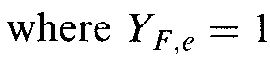 where $Y_{F,e} = 1$